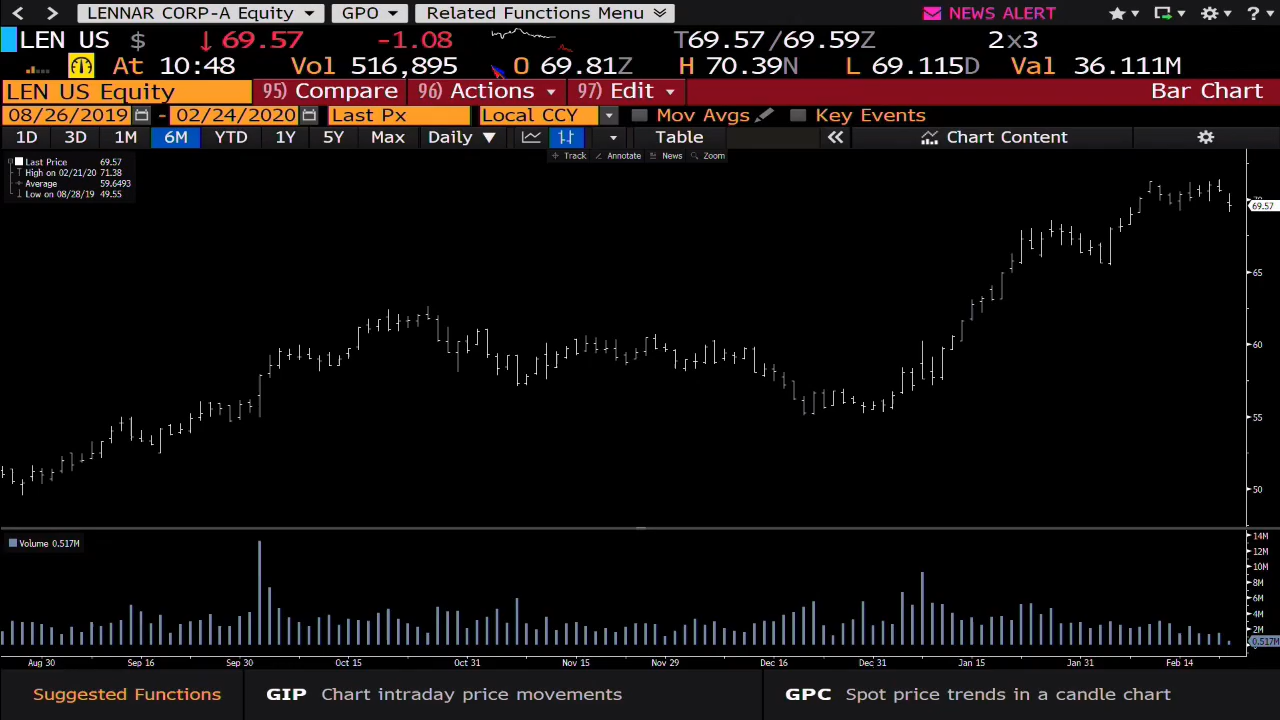 LENNAR CORP-A Equity GPO Related Functions Menu NEWS ALERT ?
LEN US $ ↓ 69.57 -1.08 T69.57/69.59Z 2x3
At 10:48 Vol 516,895 O 69.81Z H 70.39N L 69.115D Val 36.111M
LEN US Equity 95) Compare 96) Actions 97) Edit Bar Chart
08/26/2019 - 02/24/2020 Last Px Local CCY Mov Avgs Key Events
1D 3D 1M 6M YTD 1Y 5Y Max Daily ▼ Table « Chart Content
Track Annotate News Zoom
Last Price 69.57
High on 02/21/20 71.38
Average 59.6493
Low on 08/28/19 49.55
70
69.57
65
60
55
50
Volume 0.517M
14M
12M
10M
8M
6M
4M
2M
0.517M
Aug 30 Sep 16 Sep 30 Oct 15 Oct 31 Nov 15 Nov 29 Dec 16 Dec 31 Jan 15 Jan 31 Feb 14
Suggested Functions GIP Chart intraday price movements GPC Spot price trends in a candle chart